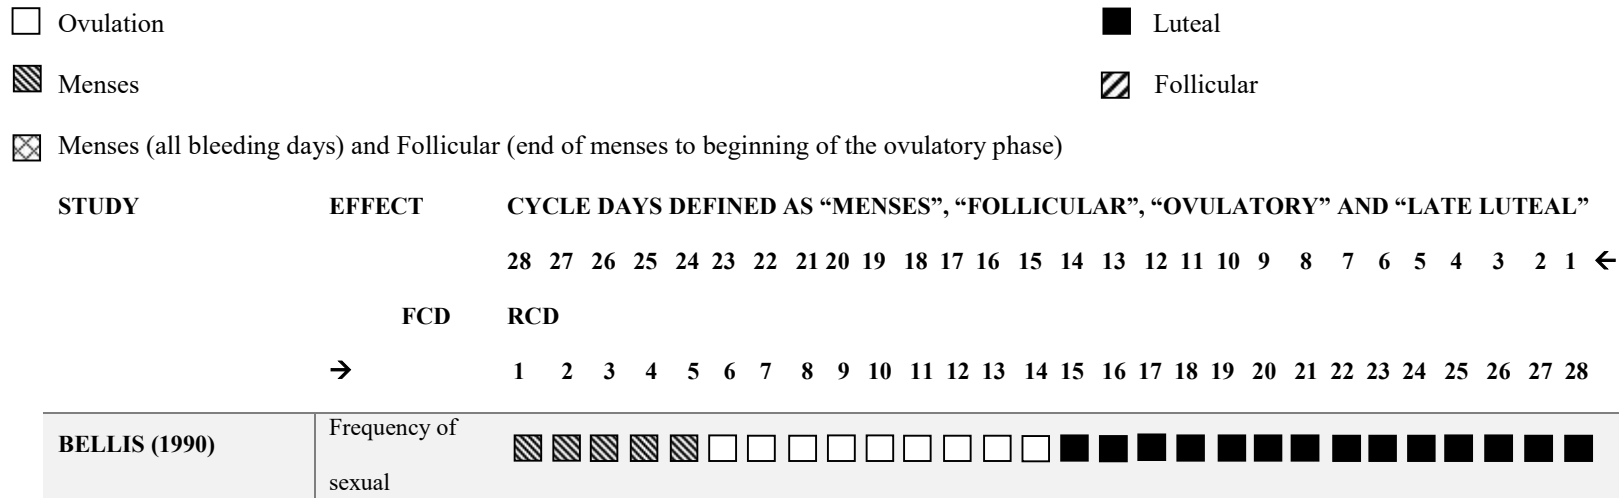 Ovulation Luteal
Menses Follicular
Menses (all bleeding days) and Follicular (end of menses to beginning of the ovulatory phase)
STUDY EFFECT CYCLE DAYS DEFINED AS “MENSES”, “FOLLICULAR”, “OVULATORY” AND “LATE LUTEAL”
28 27 26 25 24 23 22 21 20 19 18 17 16 15 14 13 12 11 10 9 8 7 6 5 4 3 2 1 ←
FCD RCD
→ 1 2 3 4 5 6 7 8 9 10 11 12 13 14 15 16 17 18 19 20 21 22 23 24 25 26 27 28
BELLIS (1990) Frequency of
sexual